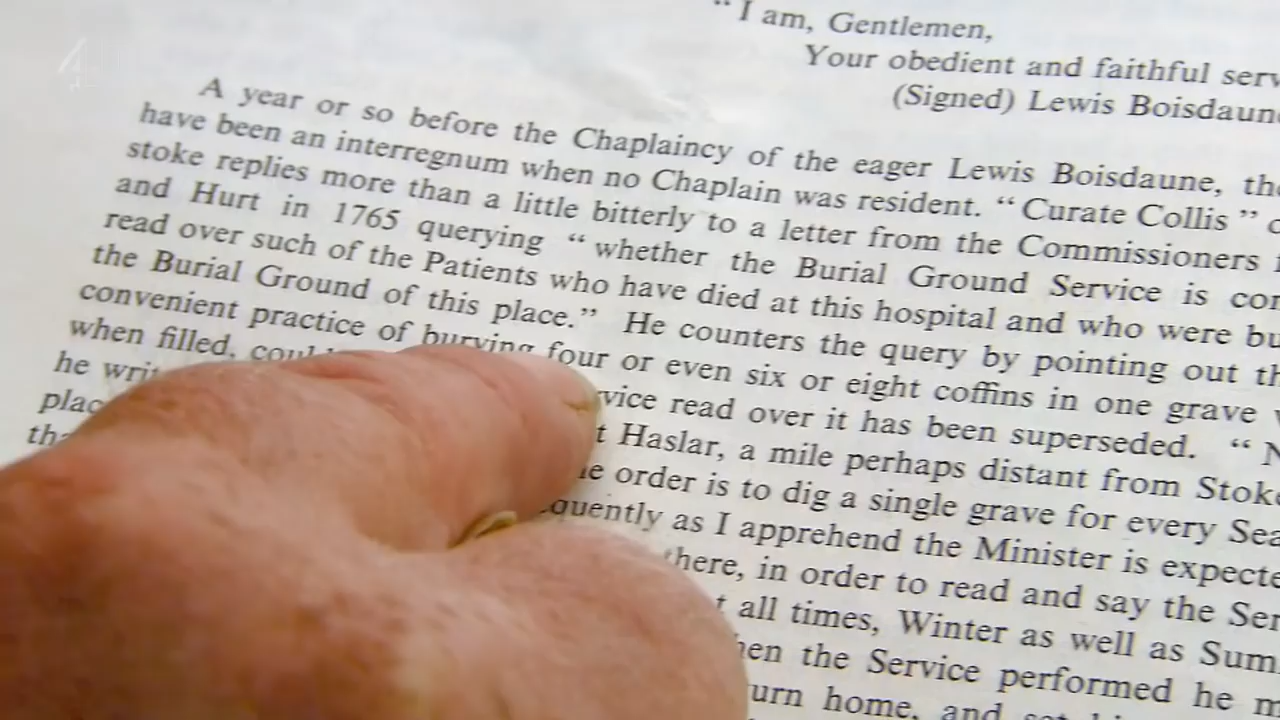 4
" I am, Gentlemen,
Your obedient and faithful serv
(Signed) Lewis Boisdaun
A year or so before the Chaplaincy of the eager Lewis Boisdaune, the
have been an interregnum when no Chaplain was resident. " Curate Collis "
stoke replies more than a little bitterly to a letter from the Commissioners
and Hurt in 1765 querying " whether the Burial Ground Service is con
read over such of the Patients who have died at this hospital and who were bu
the Burial Ground of this place." He counters the query by pointing out th
convenient practice of burying four or even six or eight coffins in one grave
when filled, vice read over it has been superseded. " N
he writ t Haslar, a mile perhaps distant from Stoke
plac order is to dig a single grave for every Sea
tha quently as I apprehend the Minister is expecte
there, in order to read and say the Ser
t all times, Winter as well as Sum
hen the Service performed he m
urn home, and